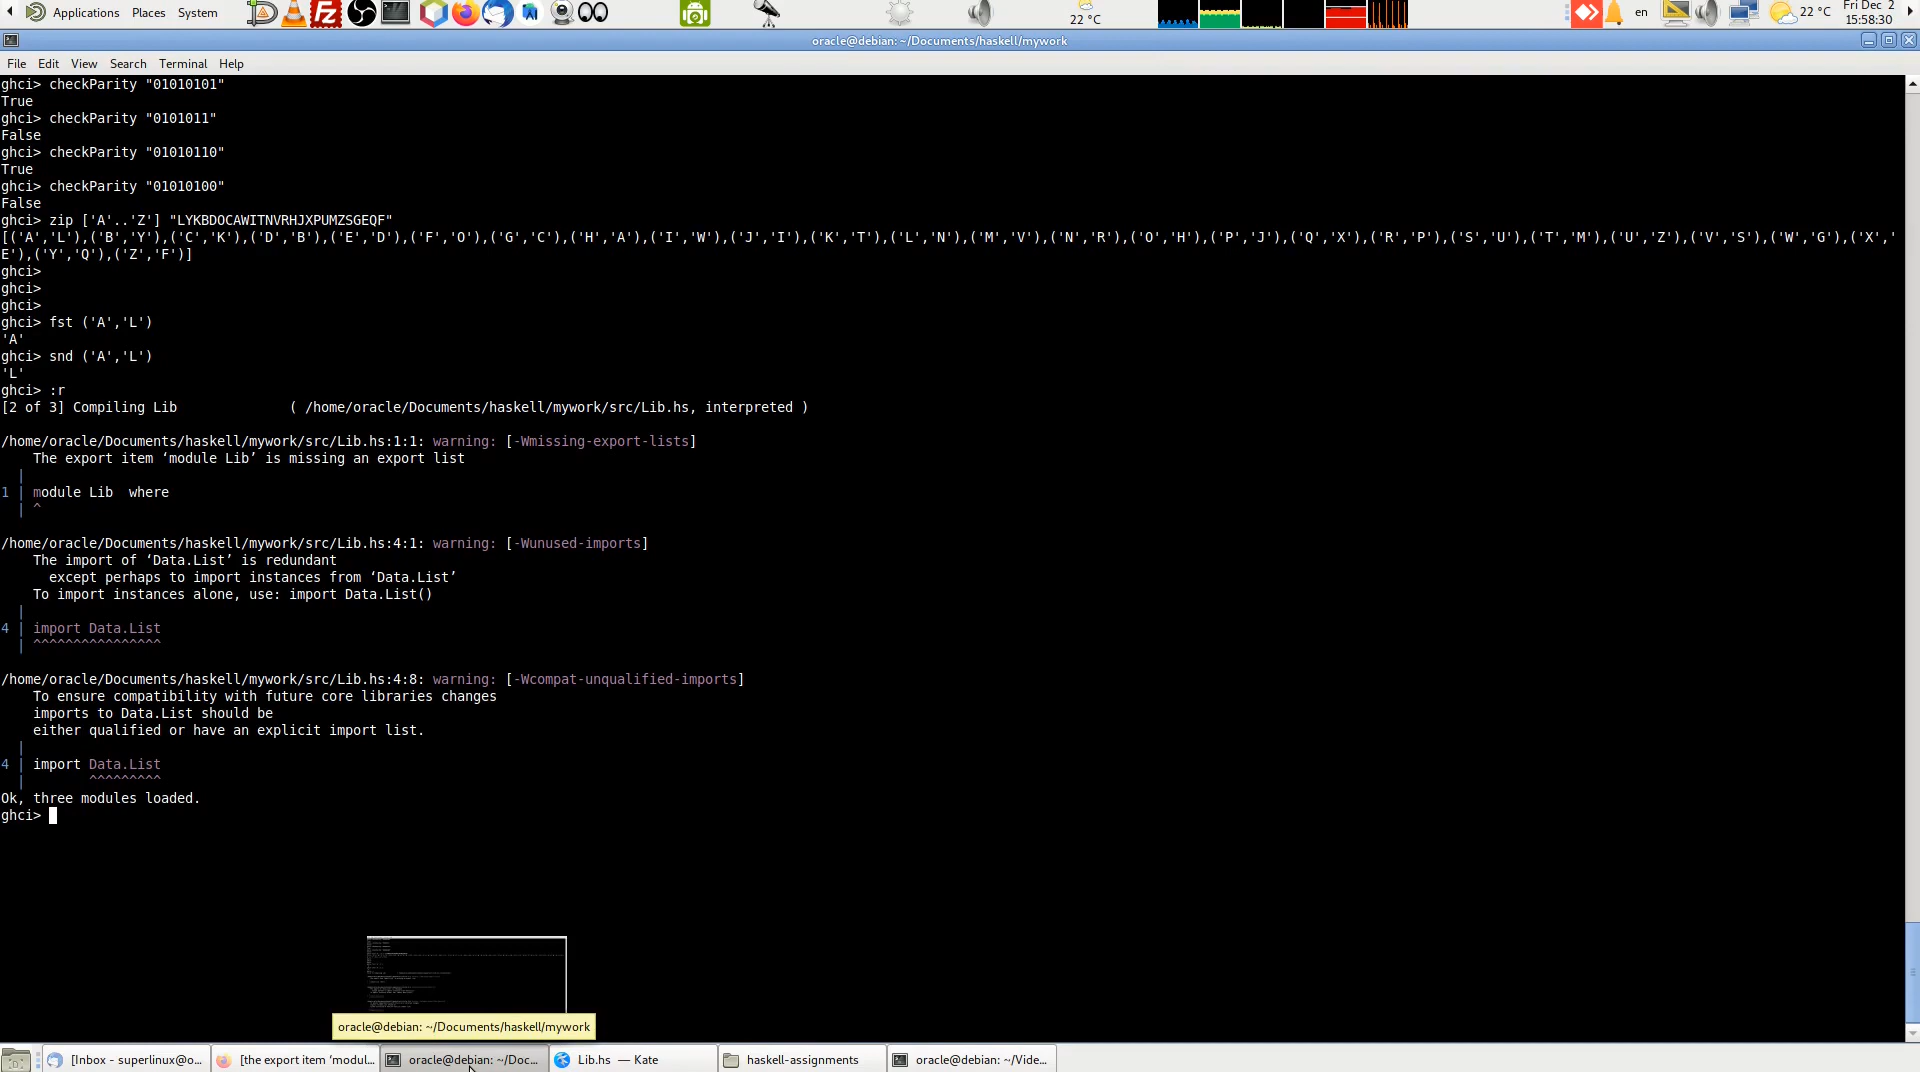 Applications Places System
22 °C
en
22 °C
Fri Dec 2
15:58:30
oracle@debian: ~/Documents/haskell/mywork
File Edit View Search Terminal Help
ghci> checkParity "01010101"
True
ghci> checkParity "0101011"
False
ghci> checkParity "01010110"
True
ghci> checkParity "01010100"
False
ghci> zip ['A'..'Z'] "LYKBDOCAWITNVRHJXPUMZSGEQF"
[('A','L'),('B','Y'),('C','K'),('D','B'),('E','D'),('F','O'),('G','C'),('H','A'),('I','W'),('J','I'),('K','T'),('L','N'),('M','V'),('N','R'),('O','H'),('P','J'),('Q','X'),('R','P'),('S','U'),('T','M'),('U','Z'),('V','S'),('W','G'),('X','
E'),('Y','Q'),('Z','F')]
ghci>
ghci>
ghci>
ghci> fst ('A','L')
'A'
ghci> snd ('A','L')
'L'
ghci> :r
[2 of 3] Compiling Lib              ( /home/oracle/Documents/haskell/mywork/src/Lib.hs, interpreted )
/home/oracle/Documents/haskell/mywork/src/Lib.hs:1:1: warning: [-Wmissing-export-lists]
    The export item ‘module Lib’ is missing an export list
  |
1 | module Lib  where
  | ^
/home/oracle/Documents/haskell/mywork/src/Lib.hs:4:1: warning: [-Wunused-imports]
    The import of ‘Data.List’ is redundant
      except perhaps to import instances from ‘Data.List’
    To import instances alone, use: import Data.List()
  |
4 | import Data.List
  | ^^^^^^^^^^^^^^^^
/home/oracle/Documents/haskell/mywork/src/Lib.hs:4:8: warning: [-Wcompat-unqualified-imports]
    To ensure compatibility with future core libraries changes
    imports to Data.List should be
    either qualified or have an explicit import list.
  |
4 | import Data.List
  |        ^^^^^^^^^
Ok, three modules loaded.
ghci>
oracle@debian: ~/Documents/haskell/mywork
[Inbox - superlinux@o...
[the export item ‘modul...
oracle@debian: ~/Doc...
Lib.hs — Kate
haskell-assignments
oracle@debian: ~/Vide...